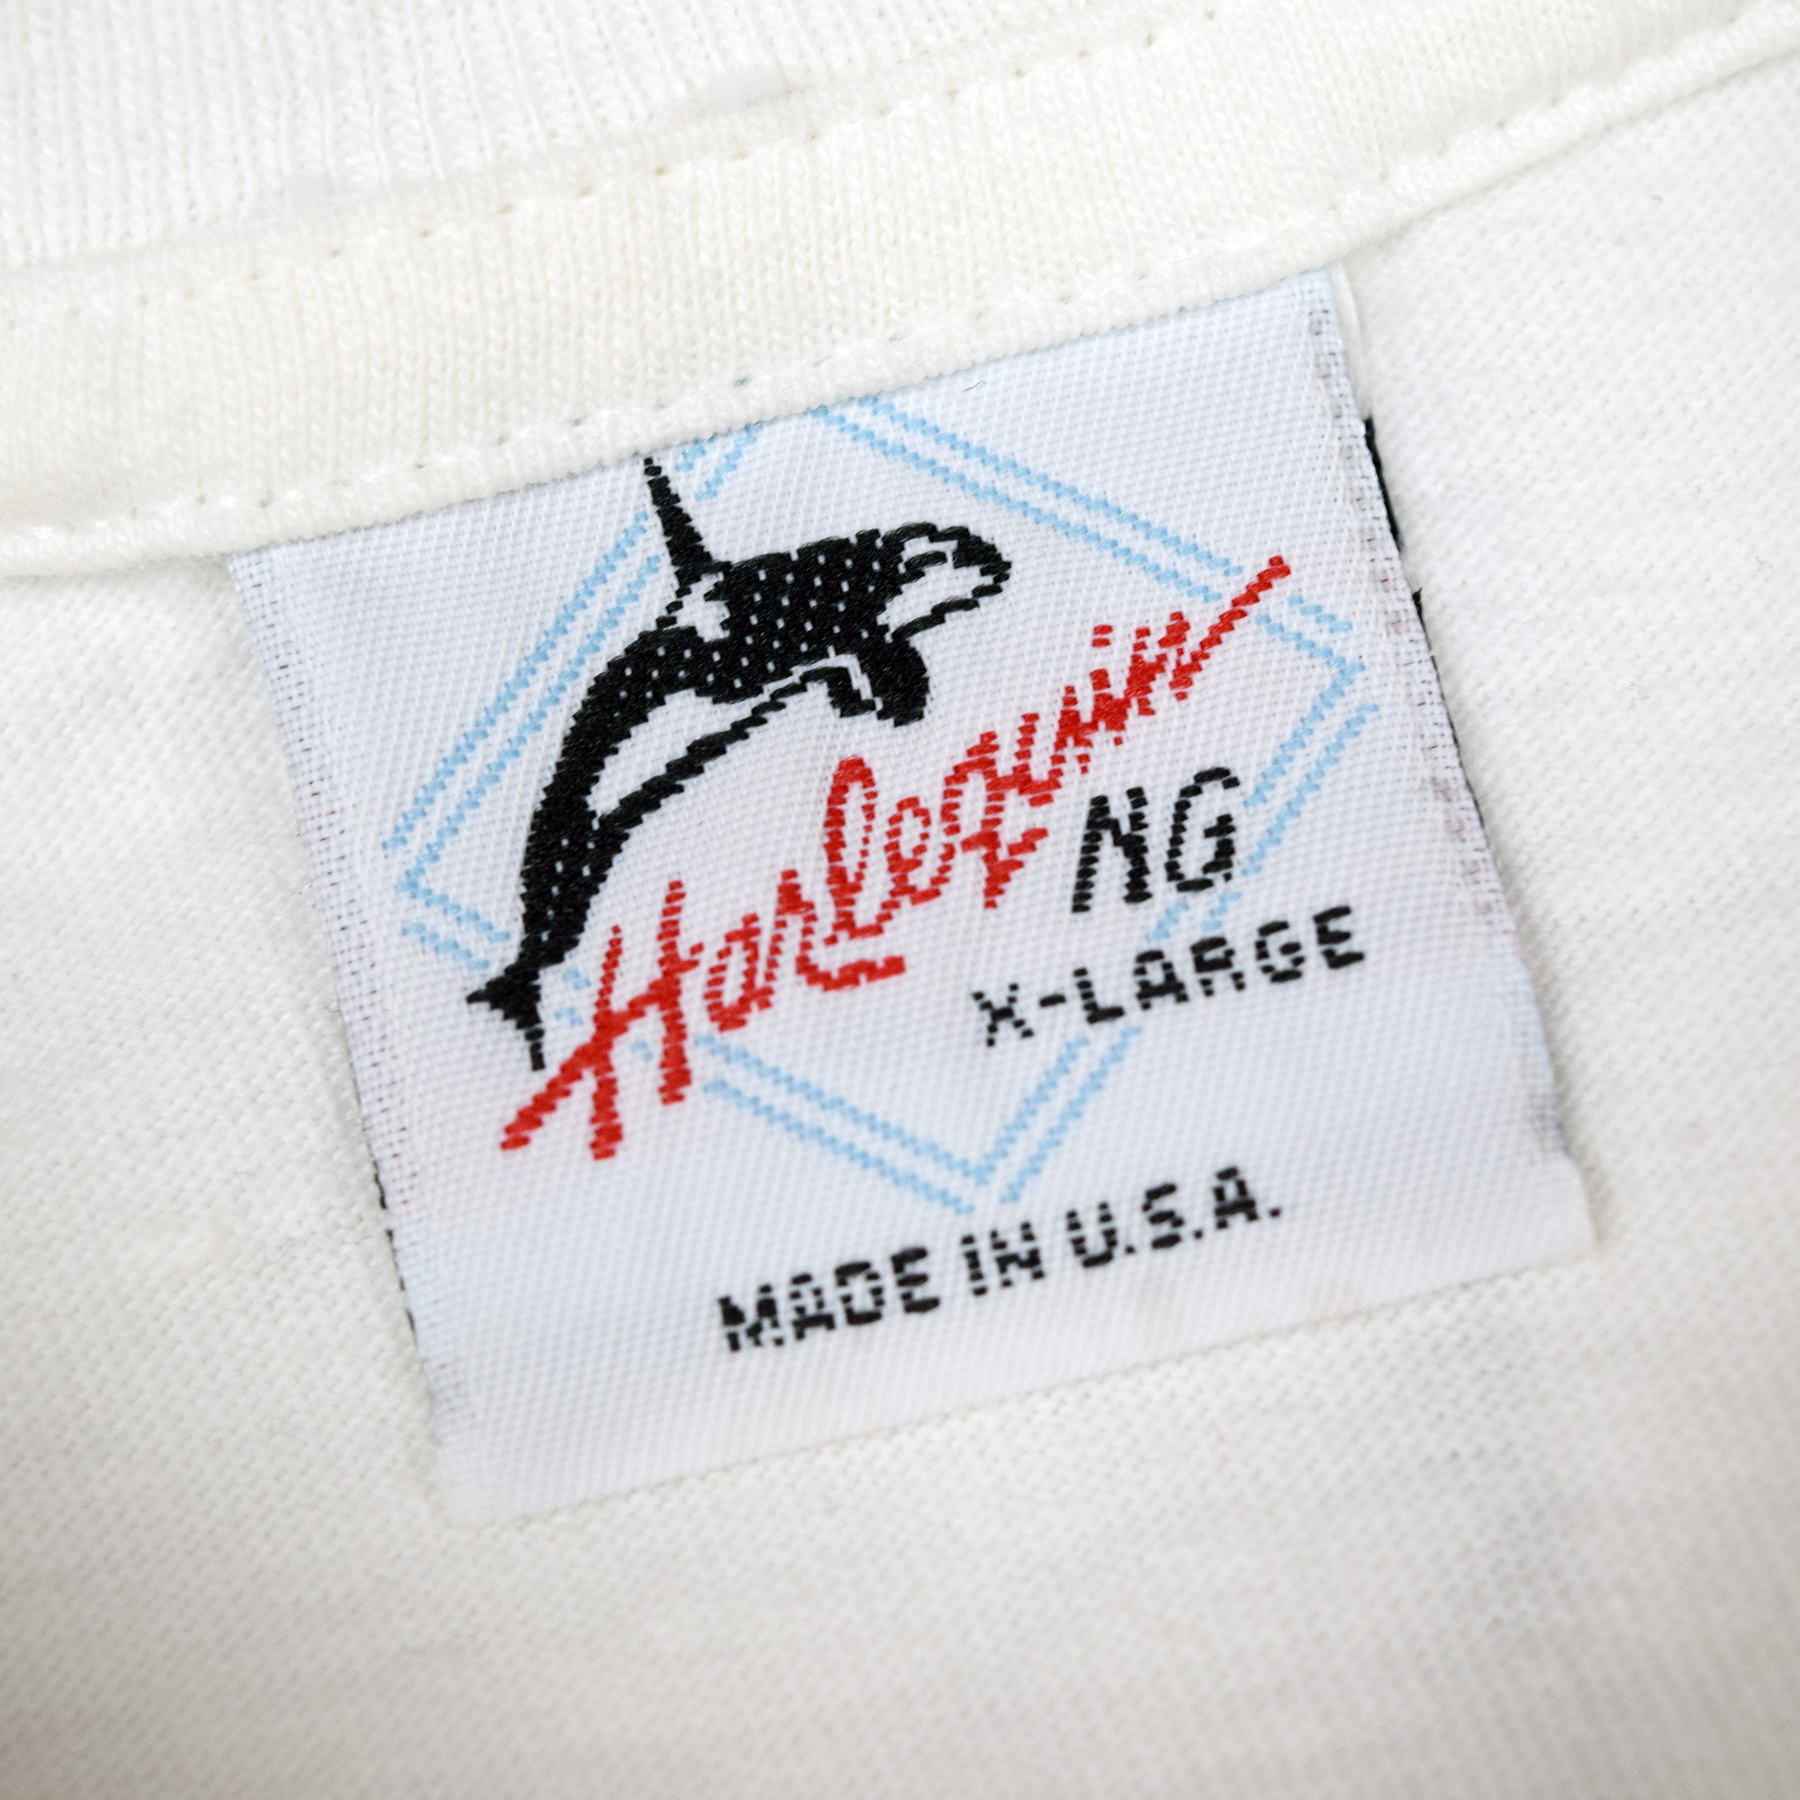 Harlequin
NG
X-LARGE
MADE IN U.S.A.